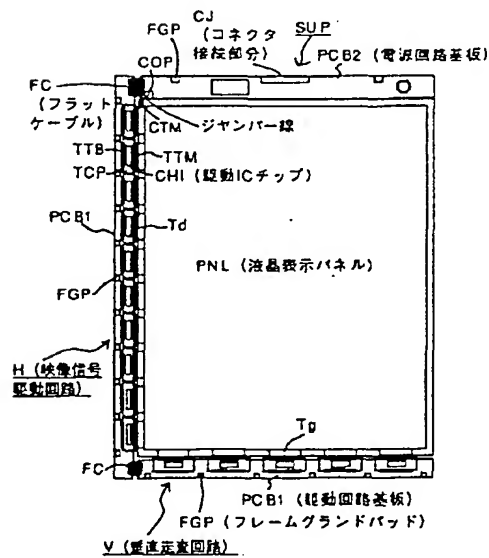 CJ
(コネクタ
接続部分)
FGP
SUP
COP
PCB2 (電源回路基板)
FC
(フラット
ケーブル)
CTM
ジャンパー線
TTB
TTM
TCP
CHI (駆動ICチップ)
PCB1
Td
PNL (液晶表示パネル)
FGP
H (映像信号
駆動回路)
Tg
FC
PCB1 (駆動回路基板)
FGP (フレームグランドパッド)
V (垂直走査回路)